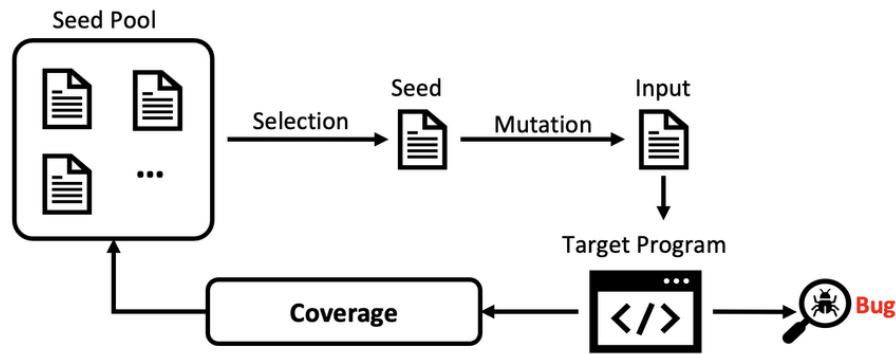 Seed Pool
...
Selection
Seed
Mutation
Input
Target Program
</>
Coverage
Bug